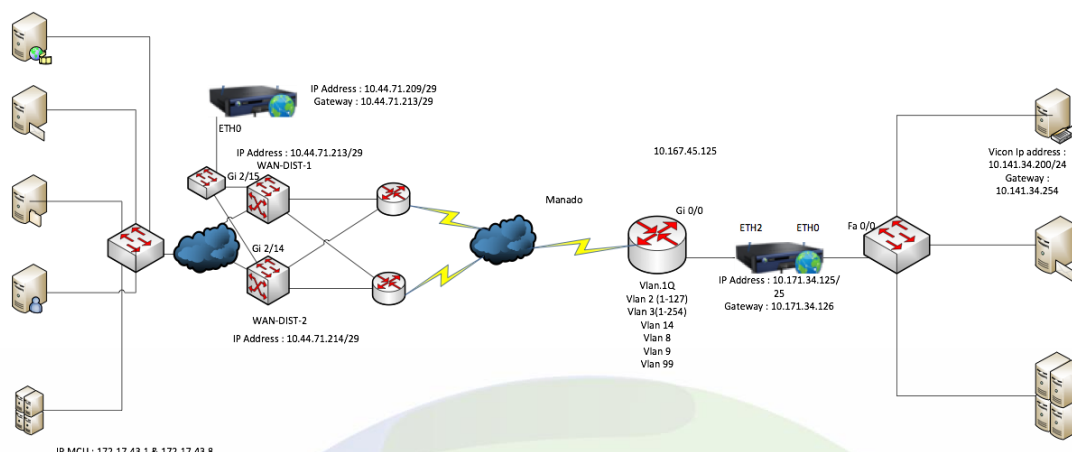 IP Address : 10.44.71.209/29
Gateway : 10.44.71.213/29
ETH0
IP Address : 10.44.71.213/29
WAN-DIST-1
Gi 2/15
Gi 2/14
WAN-DIST-2
IP Address : 10.44.71.214/29
Manado
10.167.45.125
Gi 0/0
Vlan.1Q
Vlan 2 (1-127)
Vlan 3(1-254)
Vlan 14
Vlan 8
Vlan 9
Vlan 99
ETH2
ETH0
IP Address : 10.171.34.125/
25
Gateway : 10.171.34.126
Fa 0/0
Vicon Ip address :
10.141.34.200/24
Gateway :
10.141.34.254
IP MCU : 172.17.43.1 & 172.17.43.8